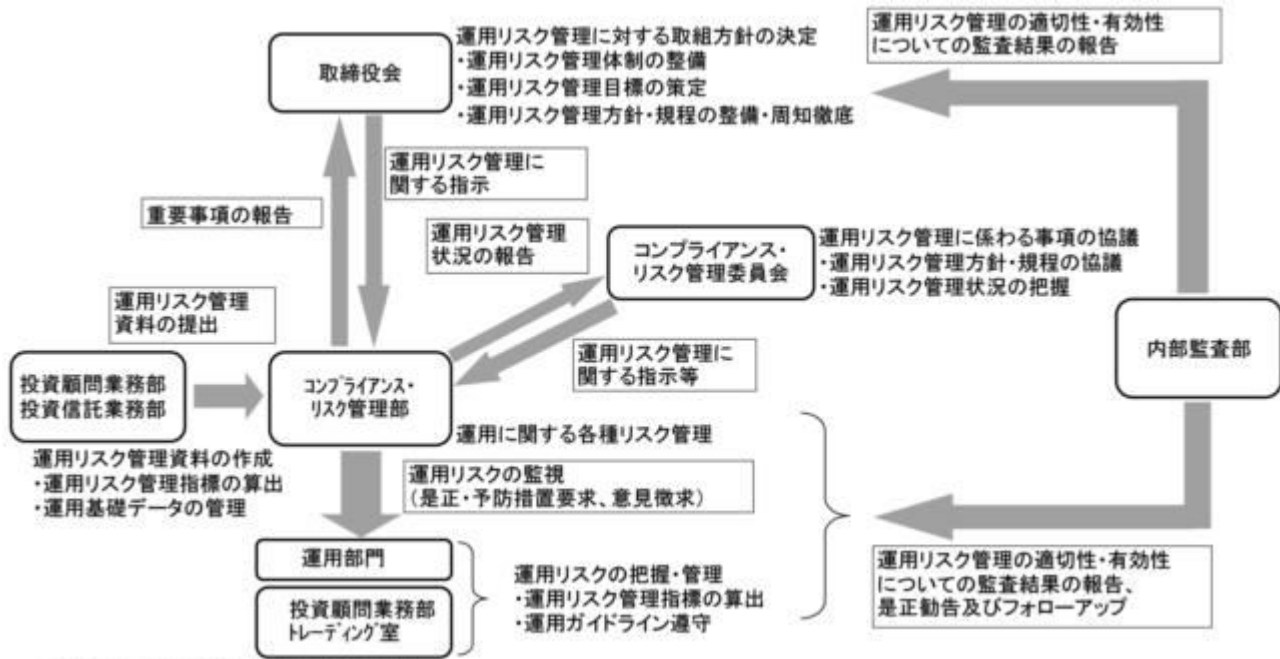 取締役会
運用リスク管理に対する取組方針の決定
・運用リスク管理体制の整備
・運用リスク管理目標の策定
・運用リスク管理方針・規程の整備・周知徹底
運用リスク管理の適切性・有効性
についての監査結果の報告
運用リスク管理に
関する指示
重要事項の報告
運用リスク管理
状況の報告
コンプライアンス・
リスク管理委員会
運用リスク管理に係わる事項の協議
・運用リスク管理方針・規程の協議
・運用リスク管理状況の把握
運用リスク管理
資料の提出
内部監査部
運用リスク管理に
関する指示等
投資顧問業務部
投資信託業務部
コンプライアンス・
リスク管理部
運用に関する各種リスク管理
運用リスク管理資料の作成
・運用リスク管理指標の算出
・運用基礎データの管理
運用リスクの監視
(是正・予防措置要求、意見徴求)
運用部門
投資顧問業務部
トレーディング室
運用リスクの把握・管理
・運用リスク管理指標の算出
・運用ガイドライン遵守
運用リスク管理の適切性・有効性
についての監査結果の報告、
是正勧告及びフォローアップ